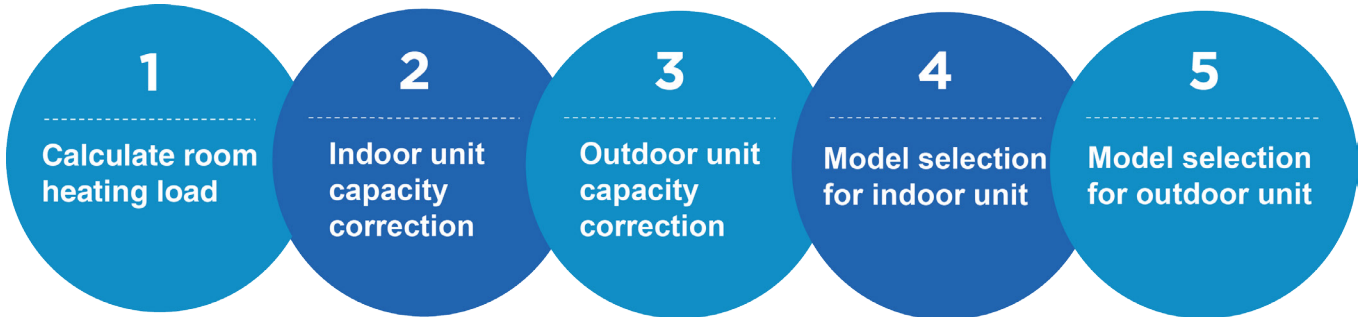 1
Calculate room
heating load
2
Indoor unit
capacity
correction
3
Outdoor unit
capacity
correction
4
Model selection
for indoor unit
5
Model selection
for outdoor unit